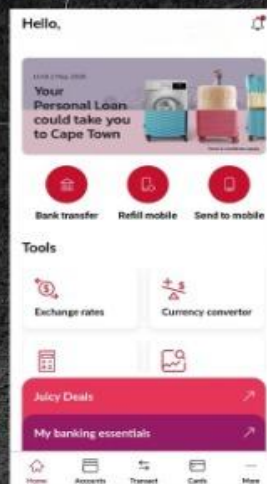 Hello,
Your
Personal Loan
could take you
to Cape Town
Bank transfer
Refill mobile
Send to mobile
Tools
Exchange rates
Currency convertor
Juicy Deals
My banking essentials
Home
Accounts
Transact
Cards
More